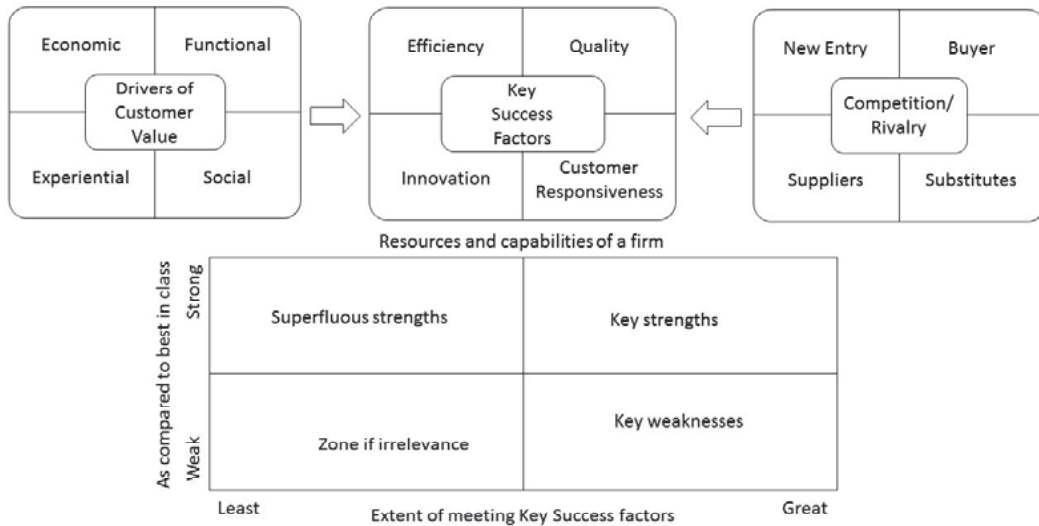 Economic
Functional
Drivers of
Customer
Value
Experiential
Social
Efficiency
Quality
Key
Success
Factors
Innovation
Customer
Responsiveness
New Entry
Buyer
Competition/
Rivalry
Suppliers
Substitutes
Resources and capabilities of a firm
As compared to best in class
Strong
Weak
Superfluous strengths
Key strengths
Zone if irrelevance
Key weaknesses
Least
Great
Extent of meeting Key Success factors